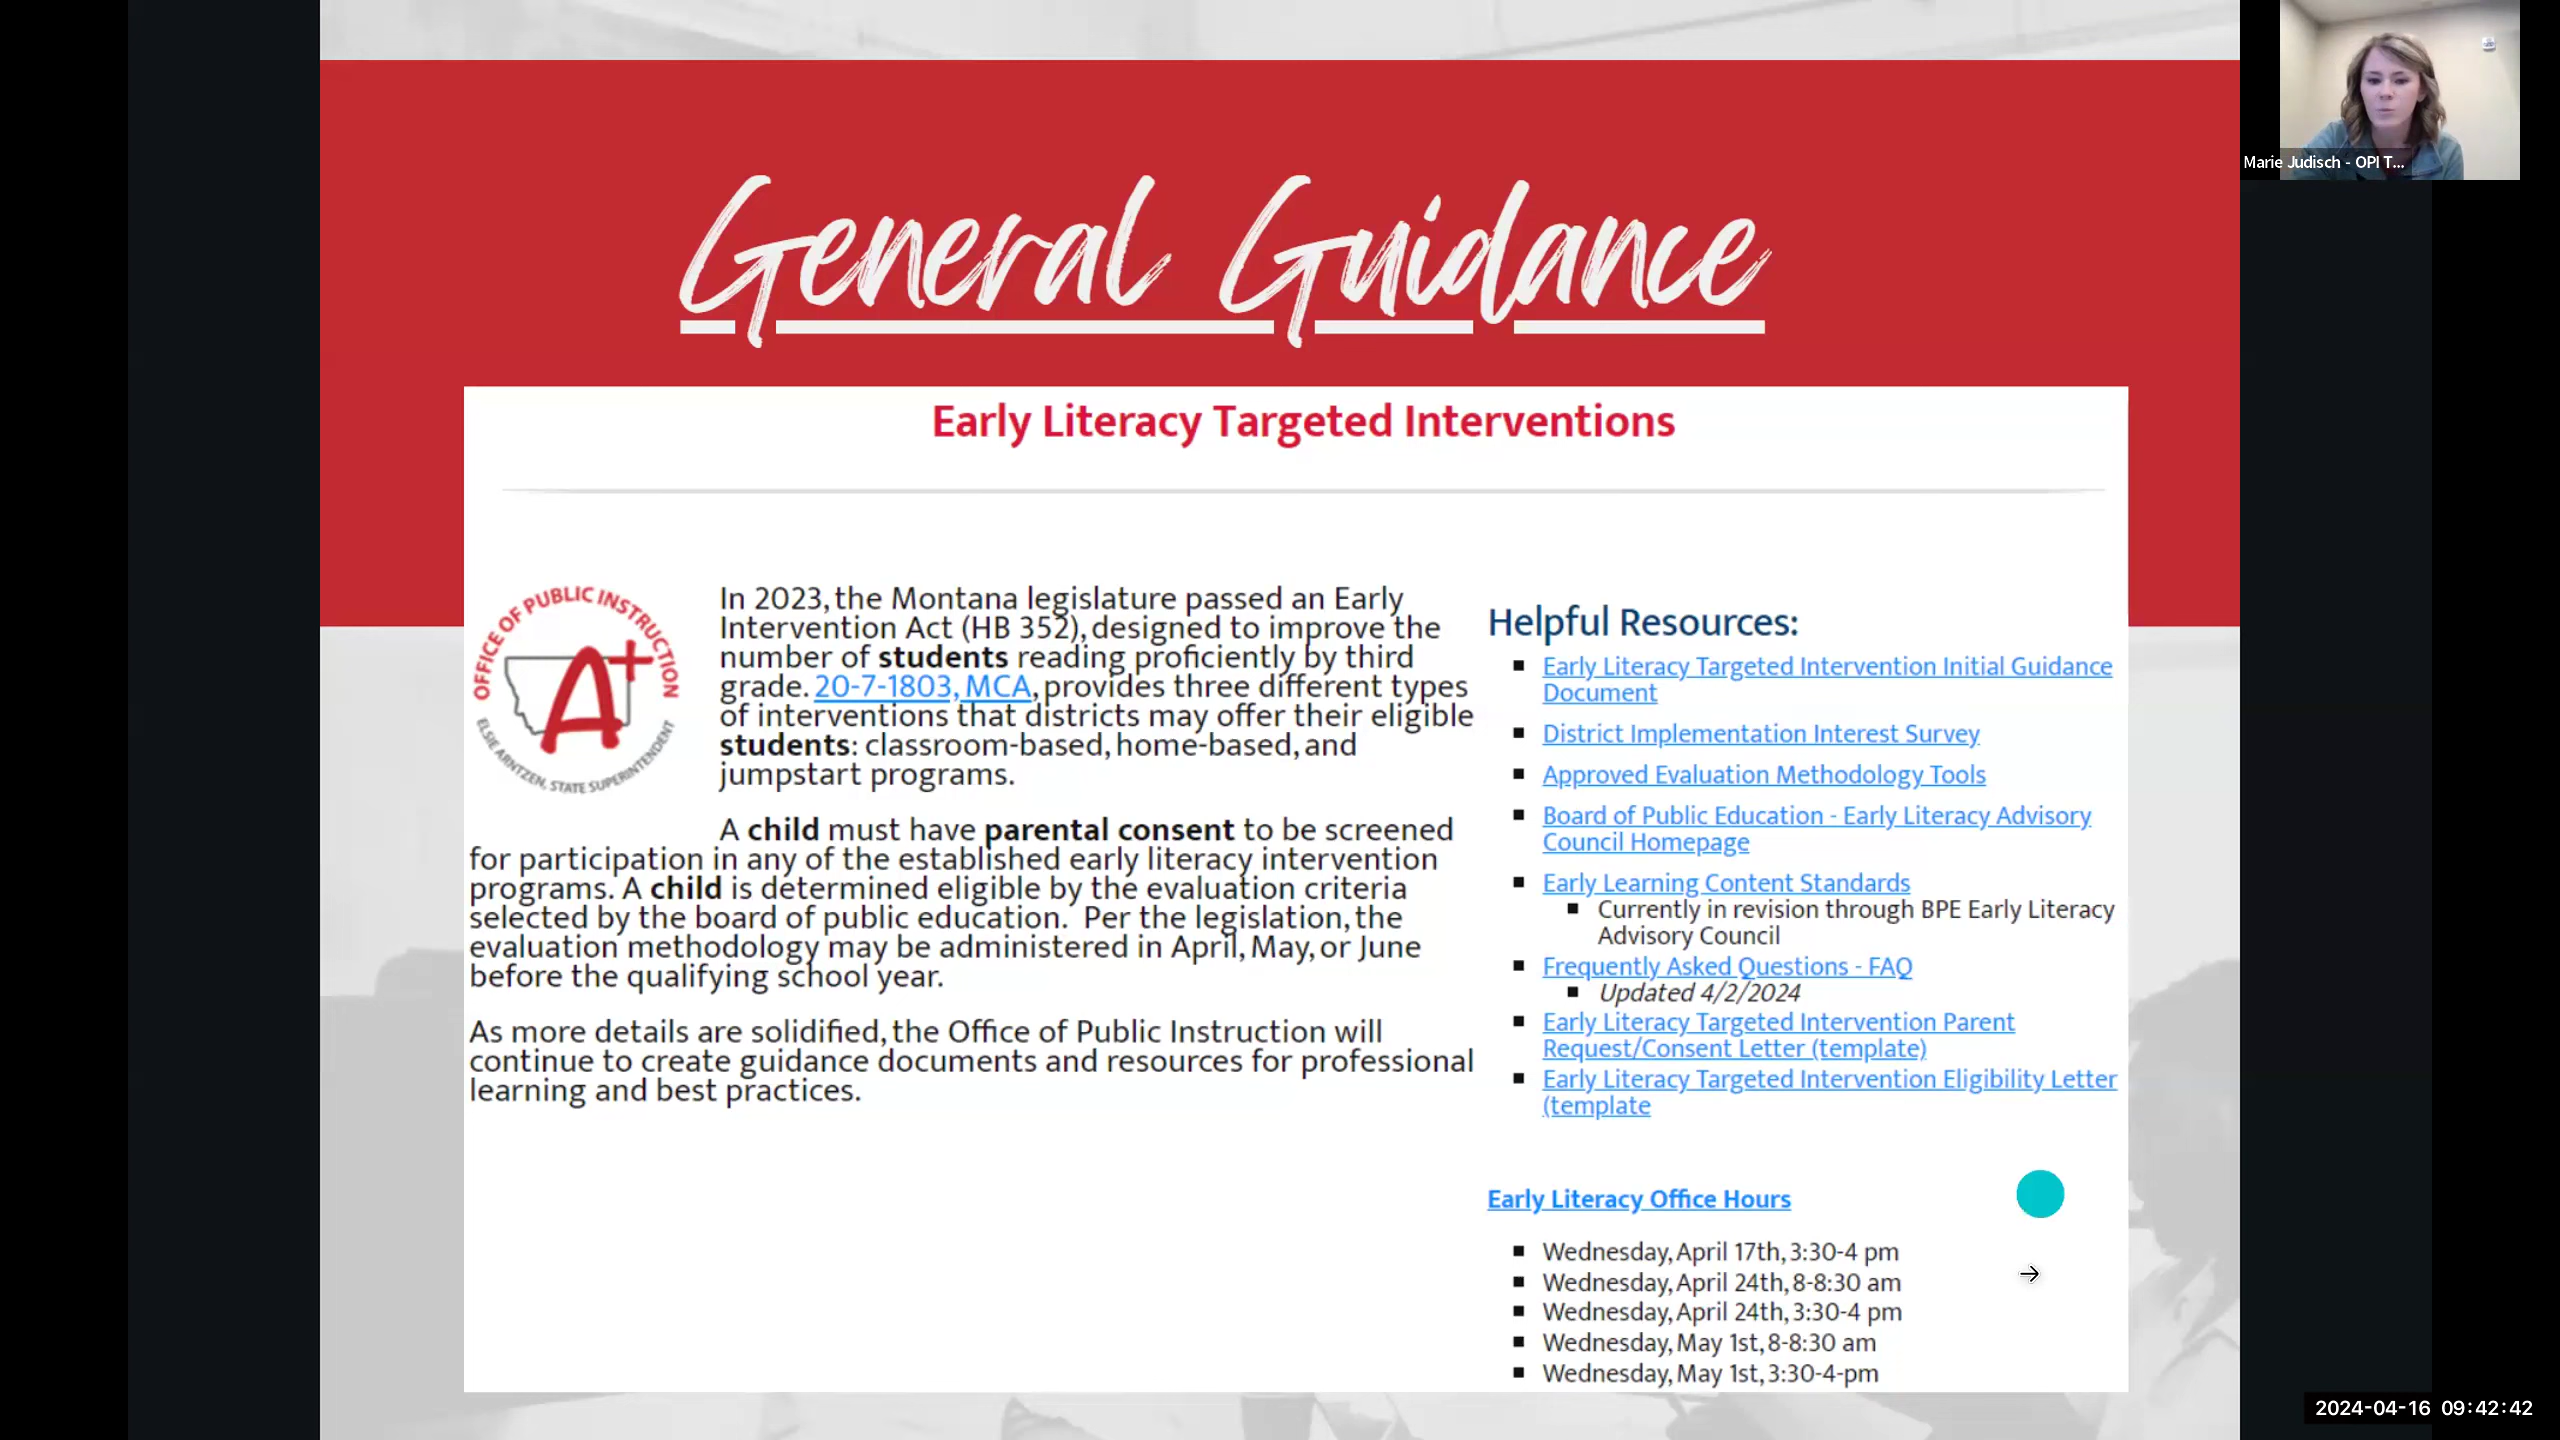 General Guidance
Early Literacy Targeted Interventions
OFFICE OF PUBLIC INSTRUCTION
A+
ELSIE ARNTZEN, STATE SUPERINTENDENT
In 2023, the Montana legislature passed an Early
Intervention Act (HB 352), designed to improve the
number of students reading proficiently by third
grade. 20-7-1803, MCA, provides three different types
of interventions that districts may offer their eligible
students: classroom-based, home-based, and
jumpstart programs.
A child must have parental consent to be screened
for participation in any of the established early literacy intervention
programs. A child is determined eligible by the evaluation criteria
selected by the board of public education.  Per the legislation, the
evaluation methodology may be administered in April, May, or June
before the qualifying school year.
As more details are solidified, the Office of Public Instruction will
continue to create guidance documents and resources for professional
learning and best practices.
Helpful Resources:
Early Literacy Targeted Intervention Initial Guidance
Document
District Implementation Interest Survey
Approved Evaluation Methodology Tools
Board of Public Education - Early Literacy Advisory
Council Homepage
Early Learning Content Standards
Currently in revision through BPE Early Literacy
Advisory Council
Frequently Asked Questions - FAQ
Updated 4/2/2024
Early Literacy Targeted Intervention Parent
Request/Consent Letter (template)
Early Literacy Targeted Intervention Eligibility Letter
(template
Early Literacy Office Hours
Wednesday, April 17th, 3:30-4 pm
Wednesday, April 24th, 8-8:30 am
Wednesday, April 24th, 3:30-4 pm
Wednesday, May 1st, 8-8:30 am
Wednesday, May 1st, 3:30-4-pm
Marie Judisch - OPI T...
2024-04-16 09:42:42